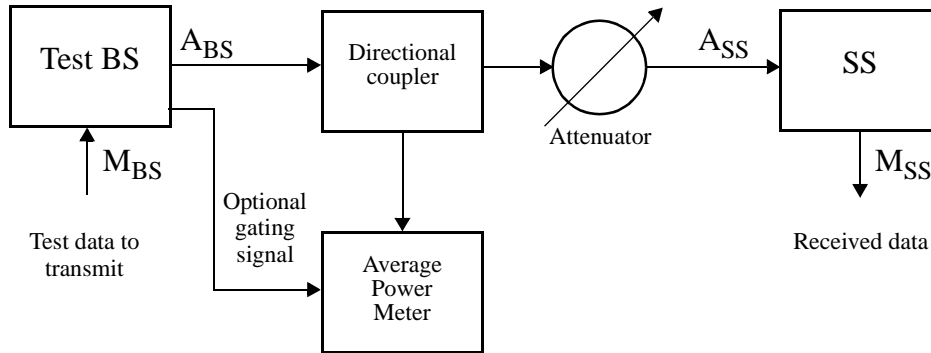 Test BS
A_BS
Directional
coupler
A_SS
SS
Attenuator
M_BS
M_SS
Optional
gating
signal
Test data to
transmit
Received data
Average
Power
Meter